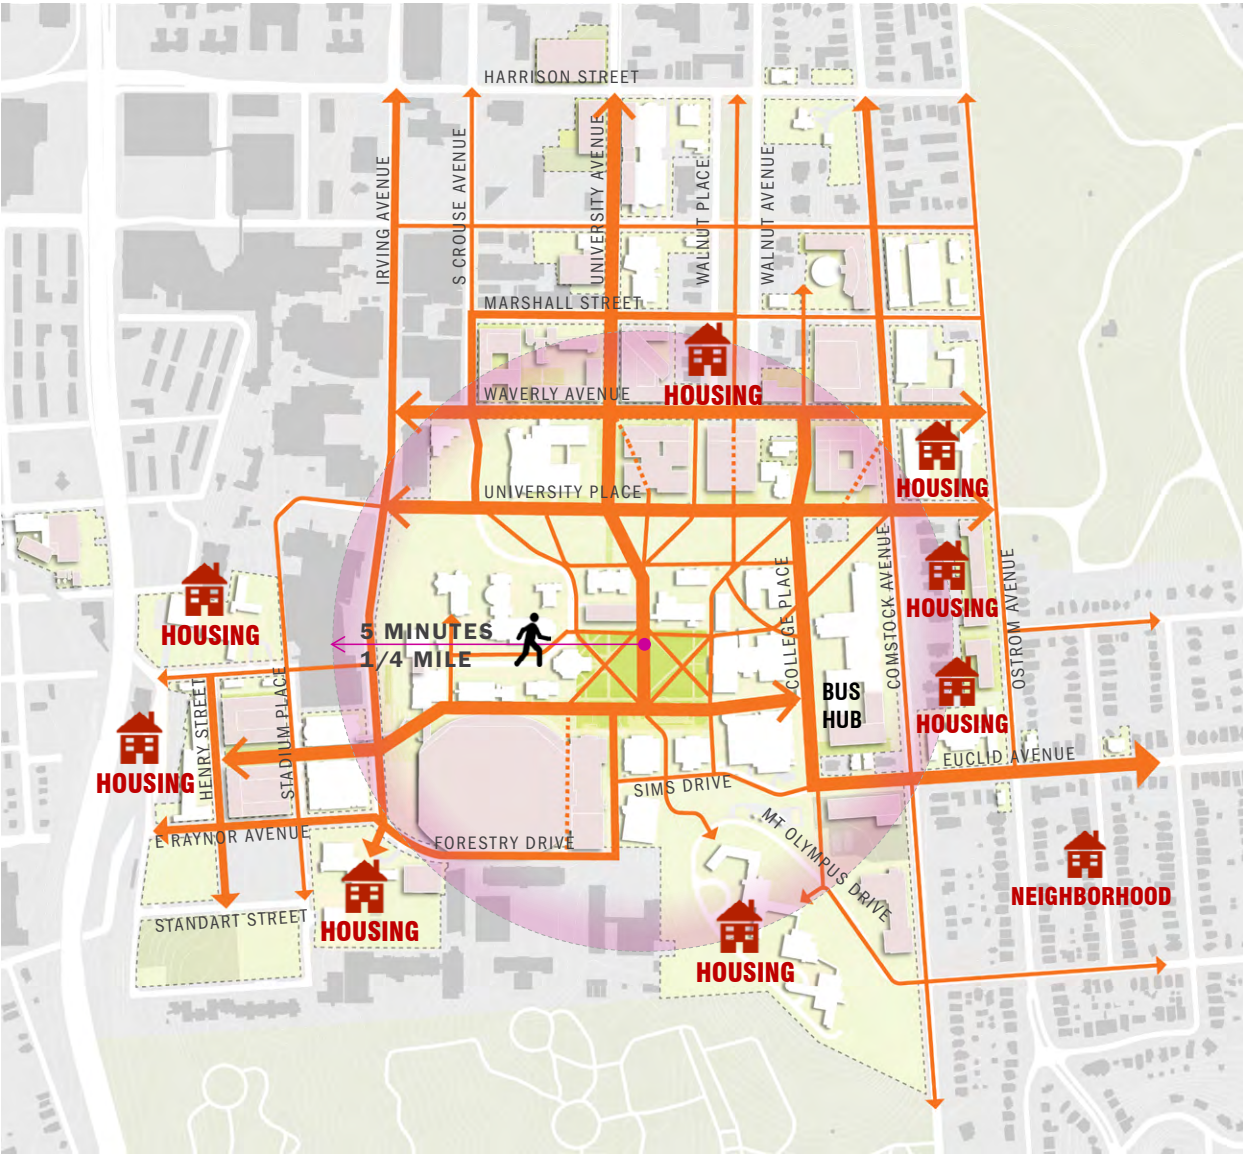 HARRISON STREET
IRVING AVENUE
S CROUSE AVENUE
UNIVERSITY AVENUE
WALNUT PLACE
WALNUT AVENUE
MARSHALL STREET
HOUSING
WAVERLY AVENUE
HOUSING
UNIVERSITY PLACE
HOUSING
HOUSING
5 MINUTES
1/4 MILE
COLLEGE PLACE
COMSTOCK AVENUE
OSTROM AVENUE
BUS
HUB
HOUSING
HOUSING
HENRY STREET
STADIUM PLACE
EUCLID AVENUE
SIMS DRIVE
E RAYNOR AVENUE
FORESTRY DRIVE
MT OLYMPUS DRIVE
NEIGHBORHOOD
STANDART STREET
HOUSING
HOUSING